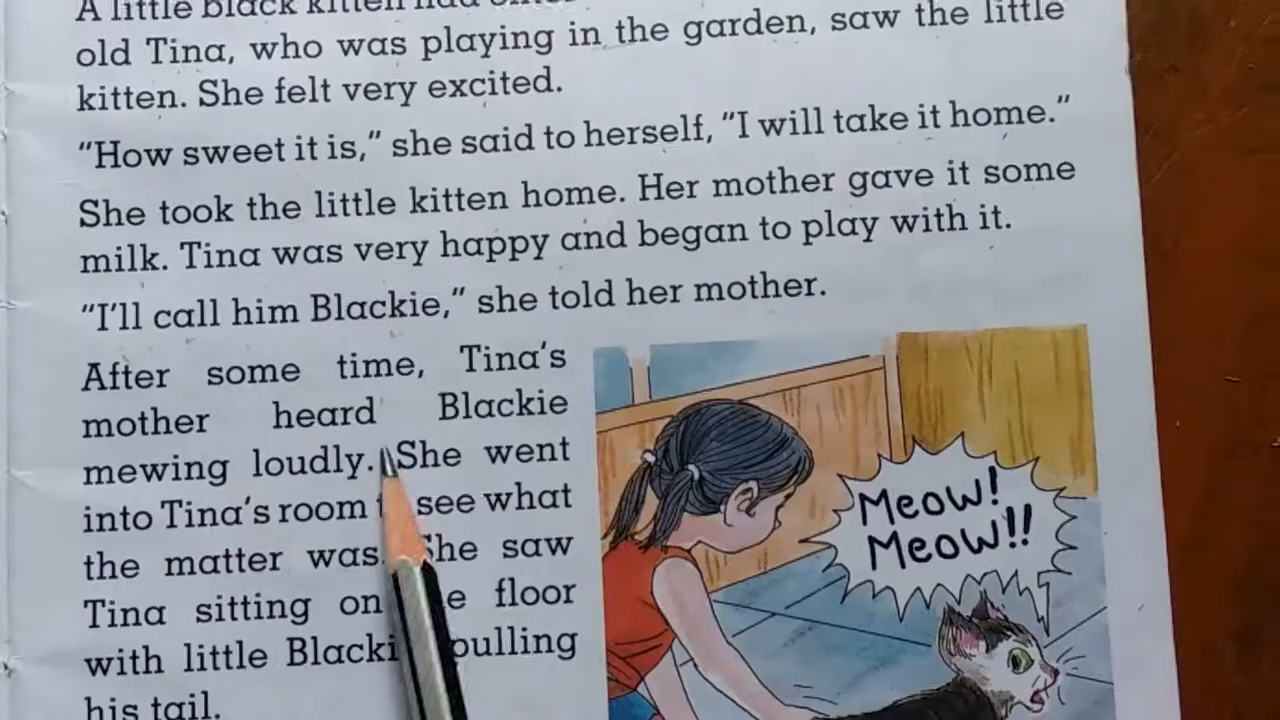 A little black kitten had
old Tina, who was playing in the garden, saw the little
kitten. She felt very excited.
“How sweet it is,” she said to herself, “I will take it home.”
She took the little kitten home. Her mother gave it some
milk. Tina was very happy and began to play with it.
“I’ll call him Blackie,” she told her mother.
After some time, Tina’s
mother heard Blackie
mewing loudly. She went
into Tina’s room see what
the matter was. She saw
Tina sitting on floor
with little Blacki pulling
his tail.
Meow!
Meow!!